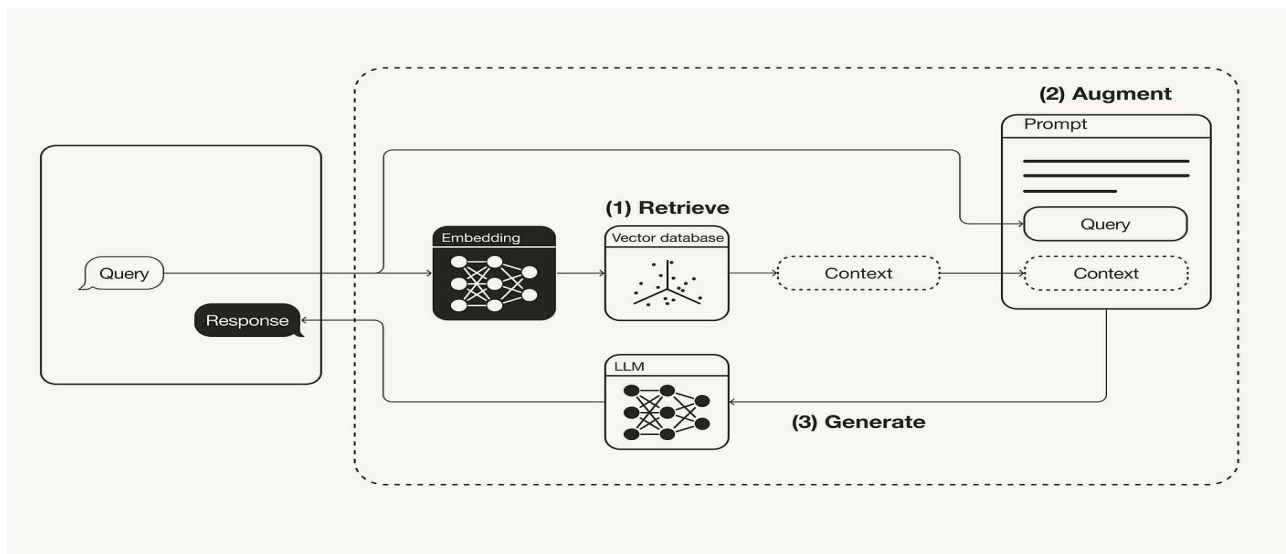 (2) Augment
Prompt
(1) Retrieve
Query
Embedding
Vector database
Query
Context
Context
Response
LLM
(3) Generate